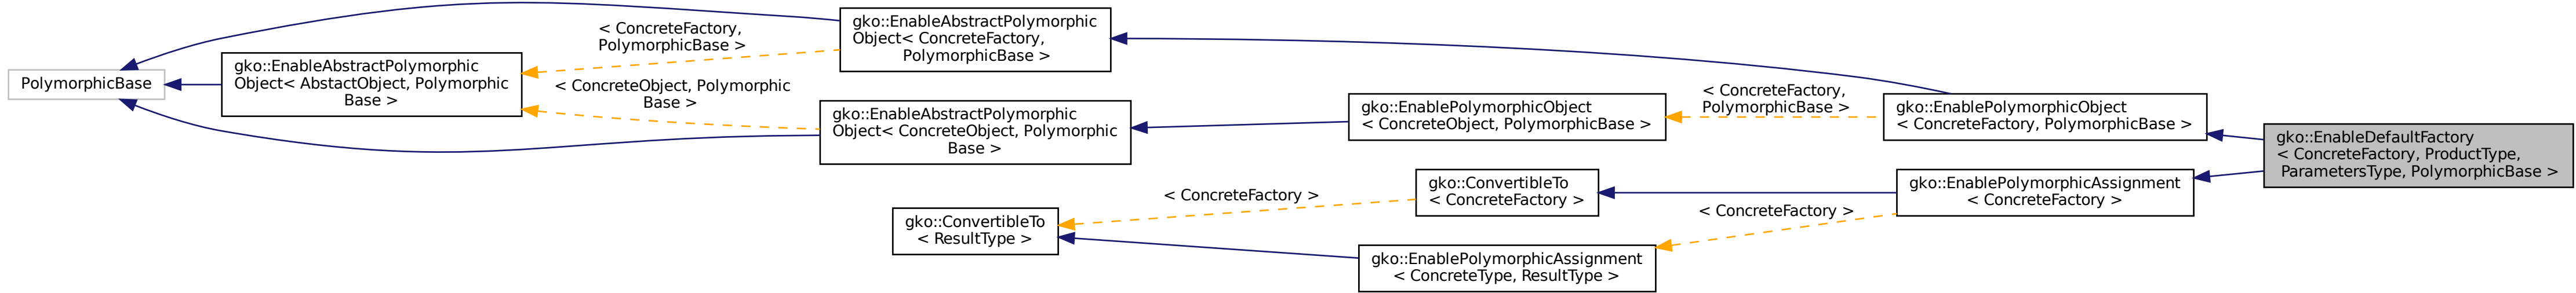 PolymorphicBase
gko::EnableAbstractPolymorphic
Object< AbstactObject, Polymorphic
Base >
< ConcreteFactory,
PolymorphicBase >
< ConcreteObject, Polymorphic
Base >
gko::EnableAbstractPolymorphic
Object< ConcreteFactory,
PolymorphicBase >
gko::EnableAbstractPolymorphic
Object< ConcreteObject, Polymorphic
Base >
gko::ConvertibleTo
< ResultType >
< ConcreteFactory >
gko::EnablePolymorphicObject
< ConcreteObject, PolymorphicBase >
gko::ConvertibleTo
< ConcreteFactory >
gko::EnablePolymorphicAssignment
< ConcreteType, ResultType >
< ConcreteFactory,
PolymorphicBase >
< ConcreteFactory >
gko::EnablePolymorphicObject
< ConcreteFactory, PolymorphicBase >
gko::EnablePolymorphicAssignment
< ConcreteFactory >
gko::EnableDefaultFactory
< ConcreteFactory, ProductType,
ParametersType, PolymorphicBase >